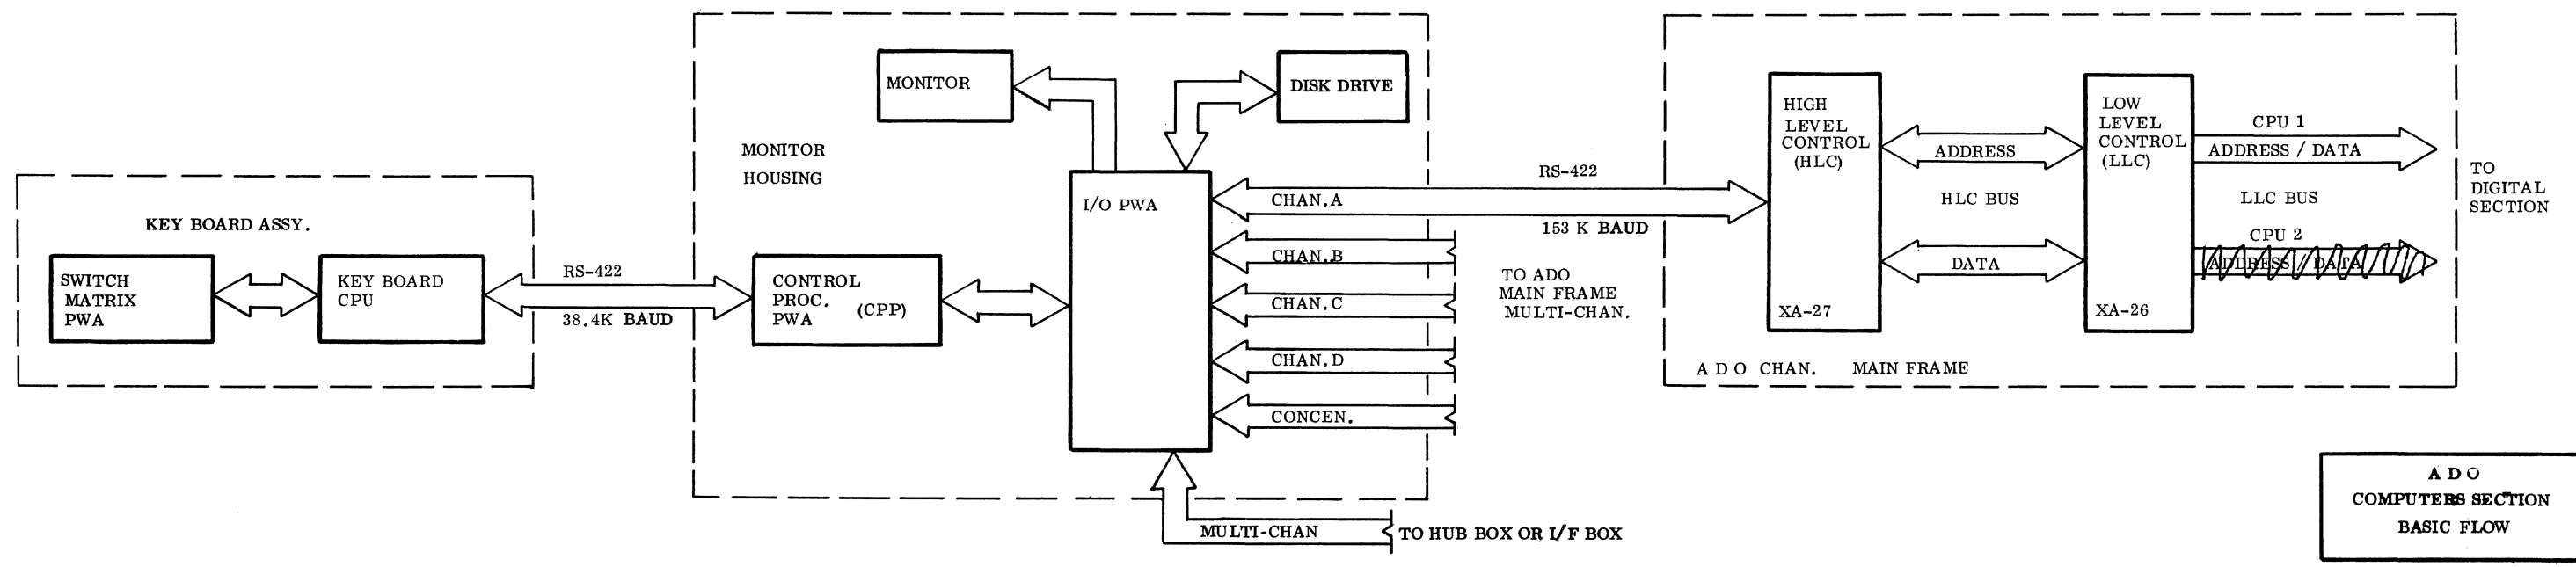 KEY BOARD ASSY.
SWITCH
MATRIX
PWA
KEY BOARD
CPU
RS-422
38.4K BAUD
MONITOR
HOUSING
MONITOR
DISK DRIVE
CONTROL
PROC.
PWA (CPP)
I/O PWA
CHAN.A
CHAN.B
CHAN.C
CHAN.D
CONCEN.
MULTI-CHAN
TO HUB BOX OR I/F BOX
RS-422
153 K BAUD
TO ADO
MAIN FRAME
MULTI-CHAN.
HIGH
LEVEL
CONTROL
(HLC)
XA-27
ADDRESS
HLC BUS
DATA
LOW
LEVEL
CONTROL
(LLC)
XA-26
CPU 1
ADDRESS / DATA
LLC BUS
CPU 2
ADDRESS / DATA
A D O CHAN. MAIN FRAME
TO
DIGITAL
SECTION
A D O
COMPUTERS SECTION
BASIC FLOW